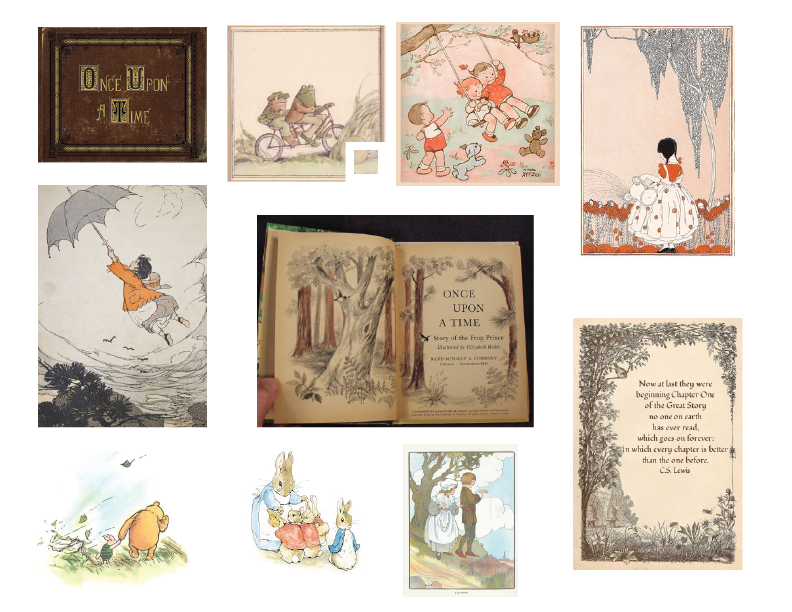 ONCE UPON
A TIME
ONCE
UPON
A TIME
Story of the Frog Prince
Illustrated by Elizabeth Webbe
RAND McNALLY & COMPANY
Now at last they were
beginning Chapter One
of the Great Story
no one on earth
has ever read,
which goes on forever:
in which every chapter is better
than the one before.
C.S. Lewis